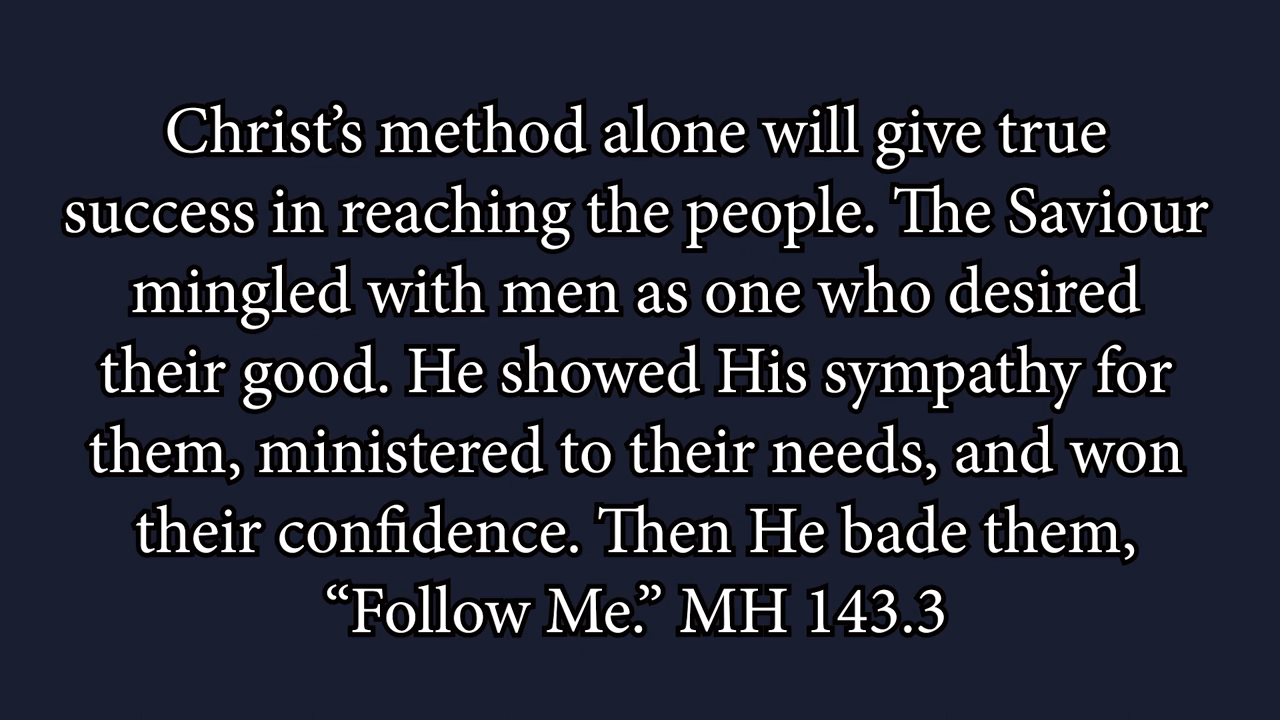 Christ’s method alone will give true
success in reaching the people. The Saviour
mingled with men as one who desired
their good. He showed His sympathy for
them, ministered to their needs, and won
their confidence. Then He bade them,
“Follow Me.” MH 143.3